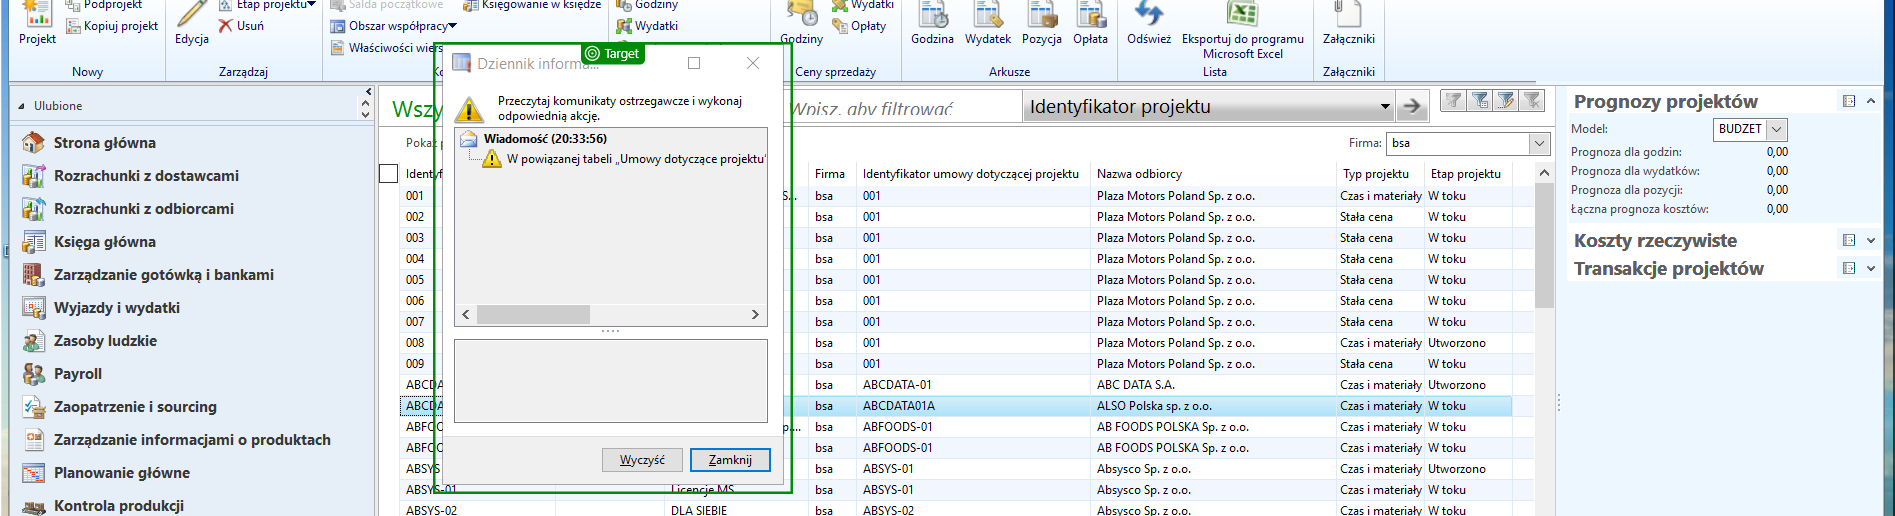 Podprojekt
Kopiuj projekt
Projekt
Nowy
Etap projektu
Usuń
Edycja
Zarządzaj
Salda początkowe
Obszar współpracy
Właściwości wiers
Księgowanie w księdze
Godziny
Wydatki
Godziny
Wydatki
Opłaty
Ceny sprzedaży
Godzina
Wydatek
Pozycja
Opłata
Arkusze
Odśwież
Eksportuj do programu
Microsoft Excel
Lista
Załączniki
Załączniki
Ulubione
Strona główna
Rozrachunki z dostawcami
Rozrachunki z odbiorcami
Księga główna
Zarządzanie gotówką i bankami
Wyjazdy i wydatki
Zasoby ludzkie
Payroll
Zaopatrzenie i sourcing
Zarządzanie informacjami o produktach
Planowanie główne
Kontrola produkcji
Target
Dziennik informa...
Przeczytaj komunikaty ostrzegawcze i wykonaj
odpowiednią akcję.
Wiadomość (20:33:56)
W powiązanej tabeli „Umowy dotyczące projektu"
Wyczyść
Zamknij
Wszy
Wpisz, aby filtrować
Identyfikator projektu
Pokaż
Firma: bsa
Identyf Firma Identyfikator umowy dotyczącej projektu Nazwa odbiorcy Typ projektu Etap projektu
001 S... bsa 001 Plaza Motors Poland Sp. z o.o. Czas i materiały W toku
002 bsa 001 Plaza Motors Poland Sp. z o.o. Stała cena W toku
003 bsa 001 Plaza Motors Poland Sp. z o.o. Stała cena W toku
004 bsa 001 Plaza Motors Poland Sp. z o.o. Stała cena W toku
005 bsa 001 Plaza Motors Poland Sp. z o.o. Stała cena W toku
006 bsa 001 Plaza Motors Poland Sp. z o.o. Stała cena W toku
007 bsa 001 Plaza Motors Poland Sp. z o.o. Stała cena W toku
008 bsa 001 Plaza Motors Poland Sp. z o.o. Czas i materiały Utworzono
009 bsa 001 Plaza Motors Poland Sp. z o.o. Stała cena W toku
ABCDA bsa ABCDATA-01 ABC DATA S.A. Czas i materiały Utworzono
ABCDA bsa ABCDATA01A ALSO Polska sp. z o.o. Czas i materiały W toku
ABFOO p... bsa ABFOODS-01 AB FOODS POLSKA Sp. z o.o. Czas i materiały W toku
ABFOO bsa ABFOODS-01 AB FOODS POLSKA Sp. z o.o. Czas i materiały W toku
ABSYS bsa ABSYS-01 Absysco Sp. z o.o. Czas i materiały Utworzono
ABSYS-01 Licencje MS bsa ABSYS-01 Absysco Sp. z o.o. Czas i materiały W toku
ABSYS-02 DLA SIEBIE bsa ABSYS-02 Absysco Sp. z o.o. Czas i materiały W toku
Prognozy projektów
Model: BUDZET
Prognoza dla godzin: 0,00
Prognoza dla wydatków: 0,00
Prognoza dla pozycji: 0,00
Łączna prognoza kosztów: 0,00
Koszty rzeczywiste
Transakcje projektów